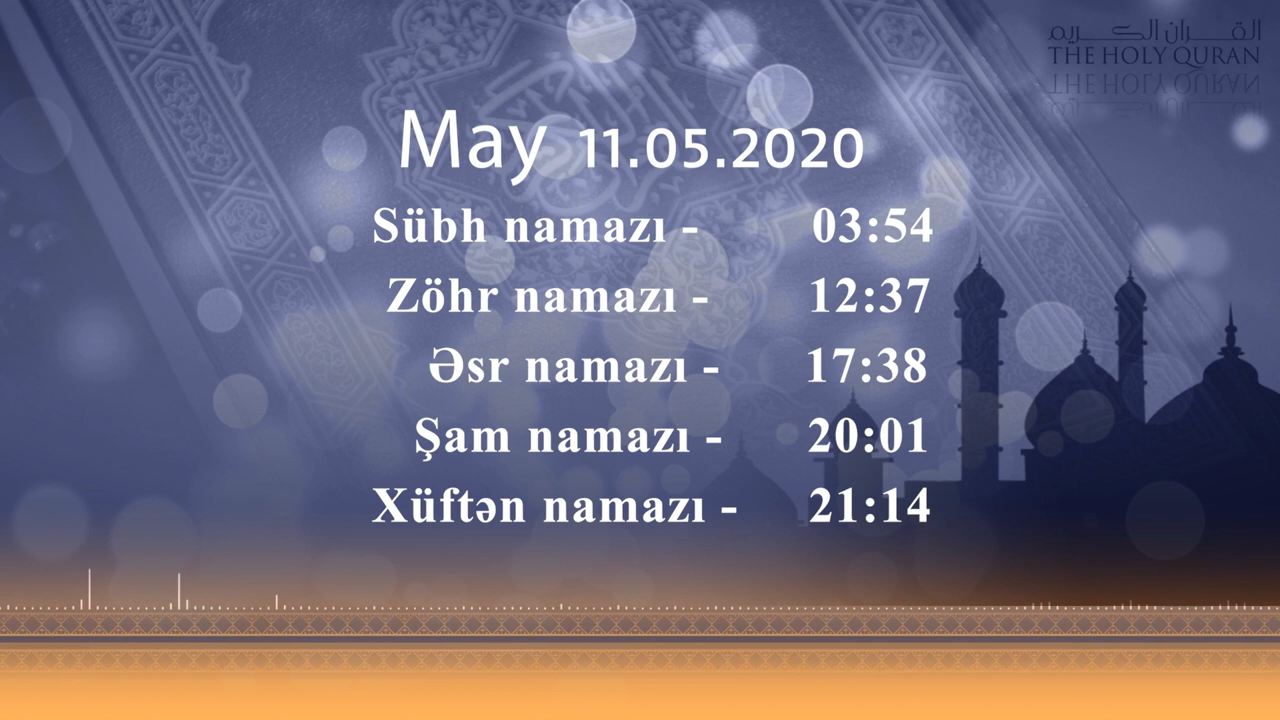 القرآن الكريم
THE HOLY QURAN
May 11.05.2020
Sübh namazı - 03:54
Zöhr namazı - 12:37
Əsr namazı - 17:38
Şam namazı - 20:01
Xüftən namazı - 21:14